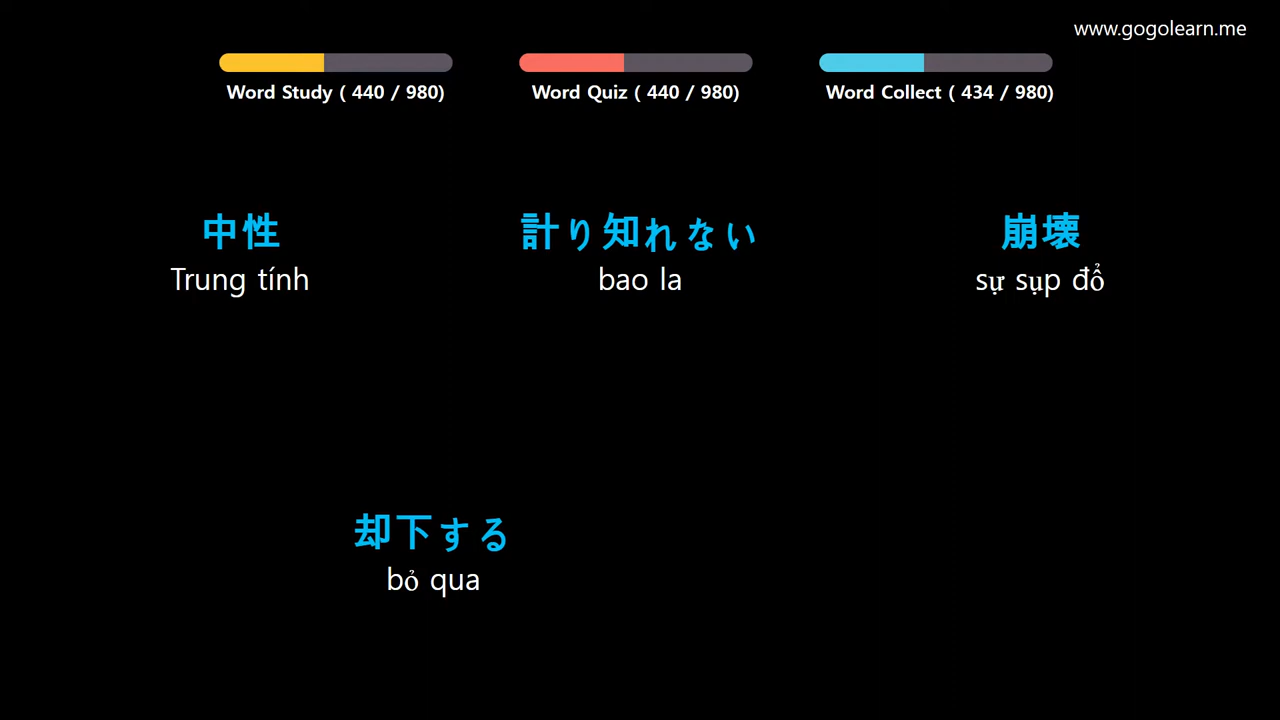 www.gogolearn.me
Word Study ( 440 / 980)
Word Quiz ( 440 / 980)
Word Collect ( 434 / 980)
中性
Trung tính
計り知れない
bao la
崩壊
sự sụp đổ
却下する
bỏ qua